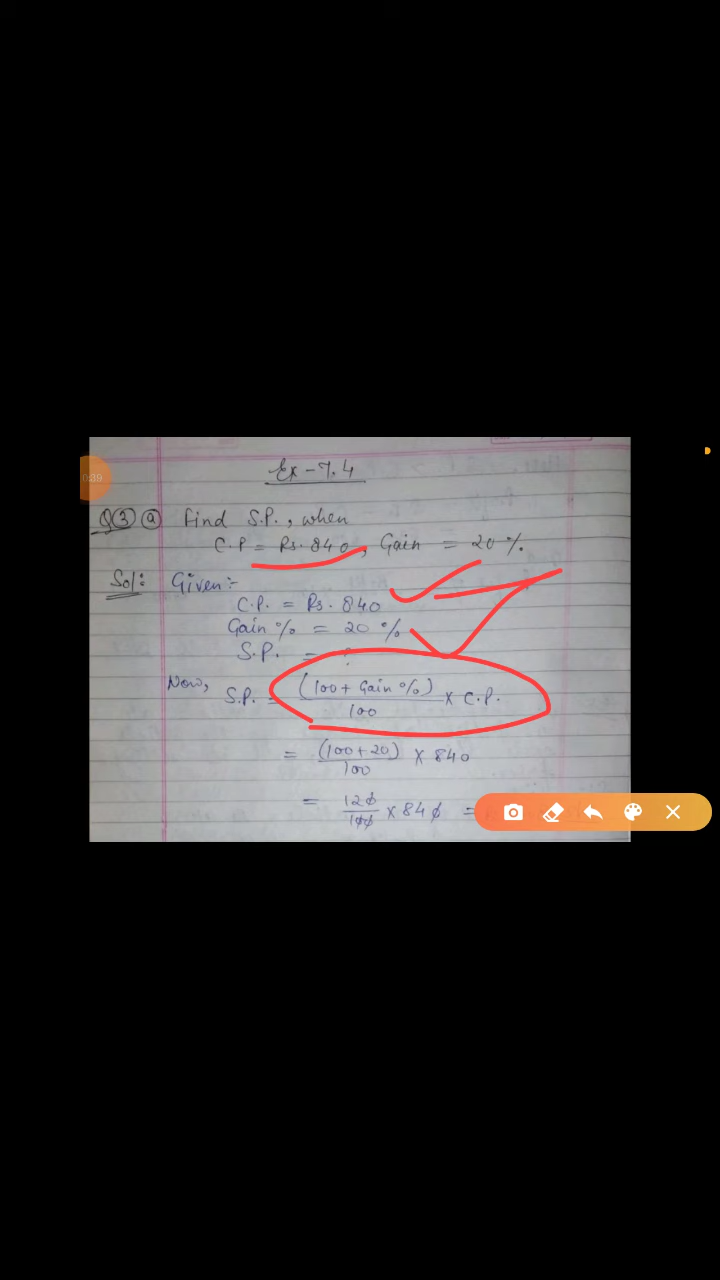 Ex - 7.4
Q3 a Find S.P., when
C.P = Rs. 840, Gain = 20 %.
Sol: Given:-
C.P. = Rs. 840
Gain % = 20 %
S.P. = ?
Now, S.P. = (100 + Gain %)/100 × C.P.
= (100+20)/100 × 840
= 120/100 × 840 =
:39